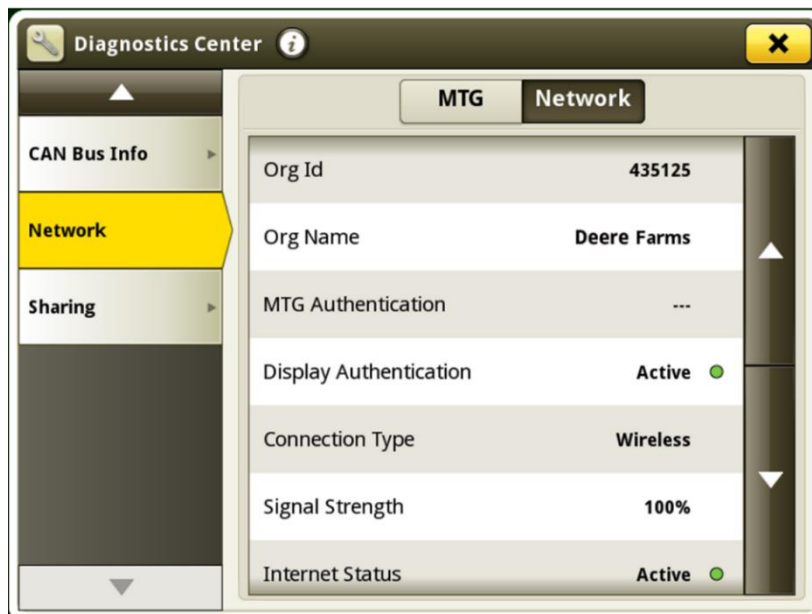 Diagnostics Center i
MTG Network
CAN Bus Info
Network
Sharing
Org Id 435125
Org Name Deere Farms
MTG Authentication ---
Display Authentication Active
Connection Type Wireless
Signal Strength 100%
Internet Status Active